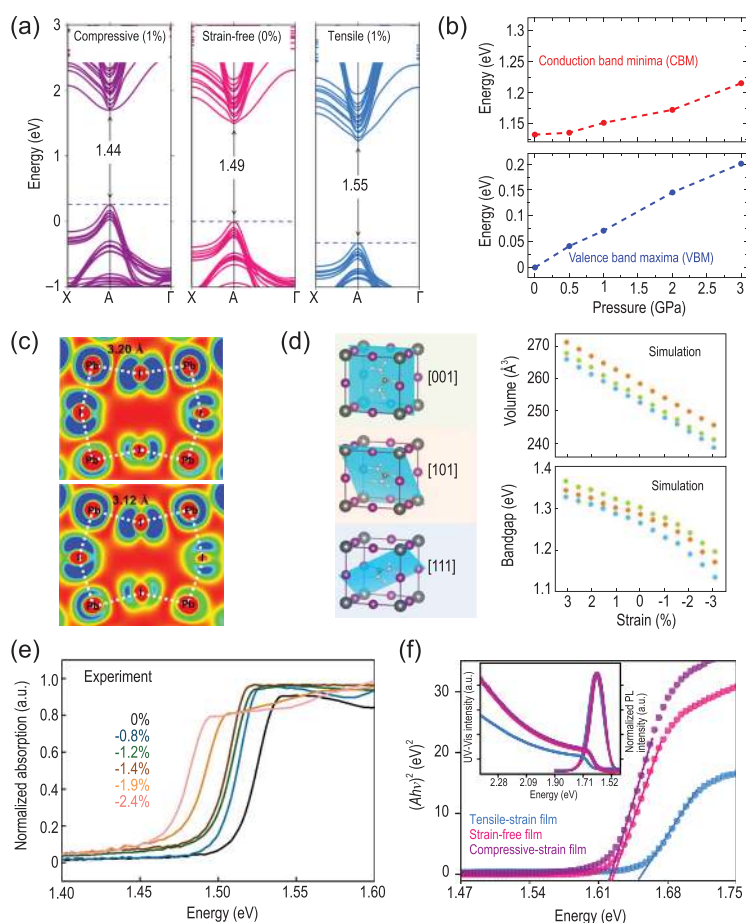 (a)
Compressive (1%)
Strain-free (0%)
Tensile (1%)
3
2
1
0
−1
Energy (eV)
1.44
1.49
1.55
X
A
Γ
X
A
Γ
X
A
Γ
(b)
1.3
1.25
1.2
1.15
1.1
Energy (eV)
Conduction band minima (CBM)
0.2
0.15
0.1
0.05
0
Energy (eV)
Valence band maxima (VBM)
0
0.5
1
1.5
2
2.5
3
Pressure (GPa)
(c)
3.20 Å
Pb
I
Pb
I
I
Pb
I
Pb
3.12 Å
Pb
I
Pb
I
I
Pb
I
Pb
(d)
[001]
[101]
[111]
Simulation
270
260
250
240
Volume (Å³)
Simulation
1.4
1.3
1.2
1.1
Bandgap (eV)
3
2
1
0
-1
-2
-3
Strain (%)
(e)
Experiment
0%
-0.8%
-1.2%
-1.4%
-1.9%
-2.4%
1.0
0.8
0.6
0.4
0.2
0
Normalized absorption (a.u.)
1.40
1.45
1.50
1.55
1.60
Energy (eV)
(f)
30
20
10
0
(Ahν)² (eV)²
UV-Vis intensity (a.u.)
Normalized PL
intensity (a.u.)
2.28
2.09
1.90
1.71
1.52
Energy (eV)
Tensile-strain film
Strain-free film
Compressive-strain film
1.47
1.54
1.61
1.68
1.75
Energy (eV)